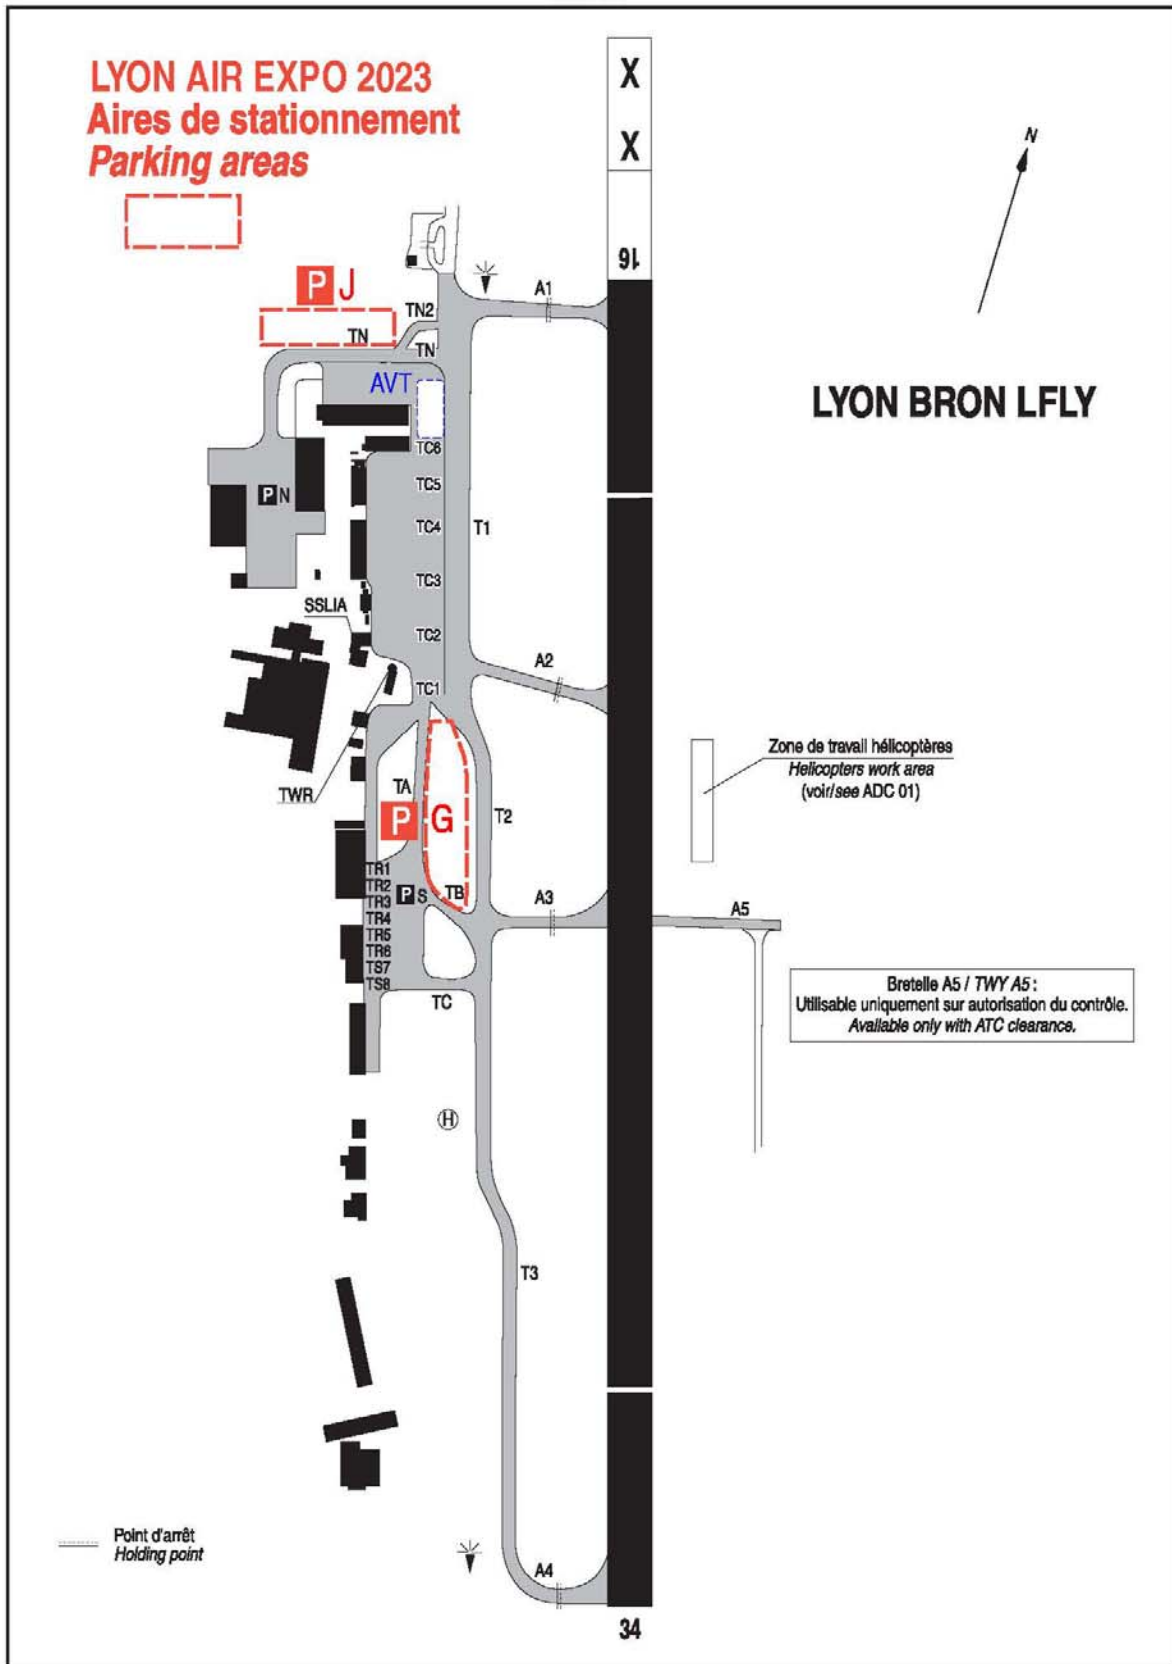 LYON AIR EXPO 2023
Aires de stationnement
Parking areas
X
X
N
16
P J
A1
TN2
TN
TN
AVT
LYON BRON LFLY
TC6
TC5
P N
TC4
T1
TC3
SSLIA
TC2
A2
TC1
Zone de travail hélicoptères
Helicopters work area
(voir/see ADC 01)
TA
TWR
P G
T2
TR1
TR2
P S
TB
TR3
A3
A5
TR4
TR5
TR6
TS7
TS8
Bretelle A5 / TWY A5 :
Utilisable uniquement sur autorisation du contrôle.
Available only with ATC clearance.
TC
H
T3
Point d'arrêt
Holding point
A4
34